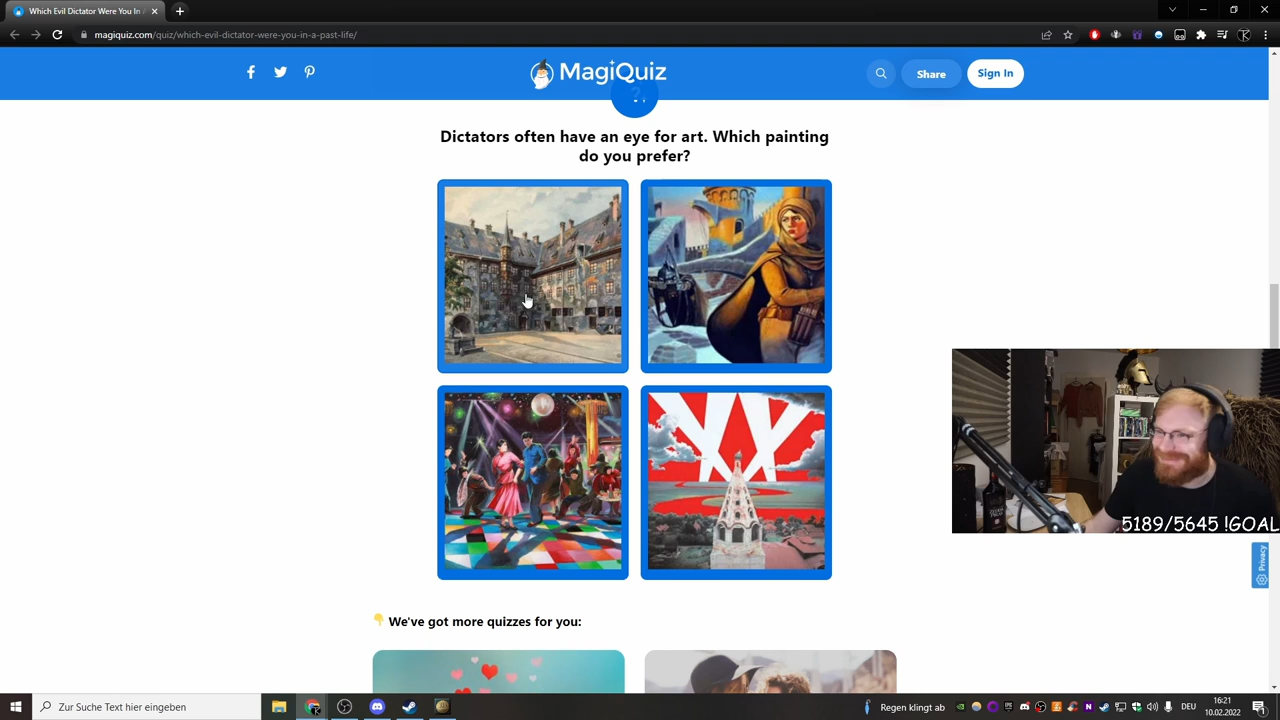 Which Evil Dictator Were You In A
magiquiz.com/quiz/which-evil-dictator-were-you-in-a-past-life/
MagiQuiz
Share
Sign In
Dictators often have an eye for art. Which painting
do you prefer?
5189/5645 !GOAL
Privacy
We've got more quizzes for you:
Zur Suche Text hier eingeben
Regen klingt ab
DEU
16:21
10.02.2022